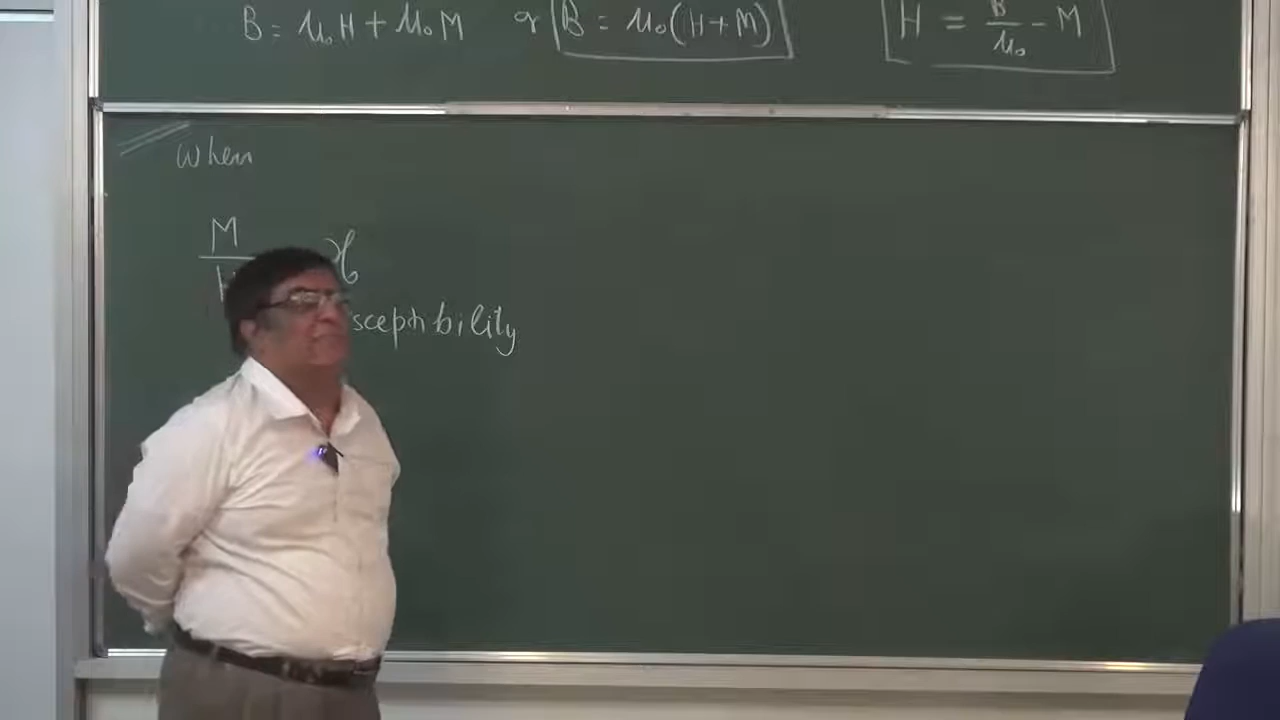 B = μ₀H + μ₀M or B = μ₀(H+M) H = B/μ₀ - M
When
M
χ
sceptibility